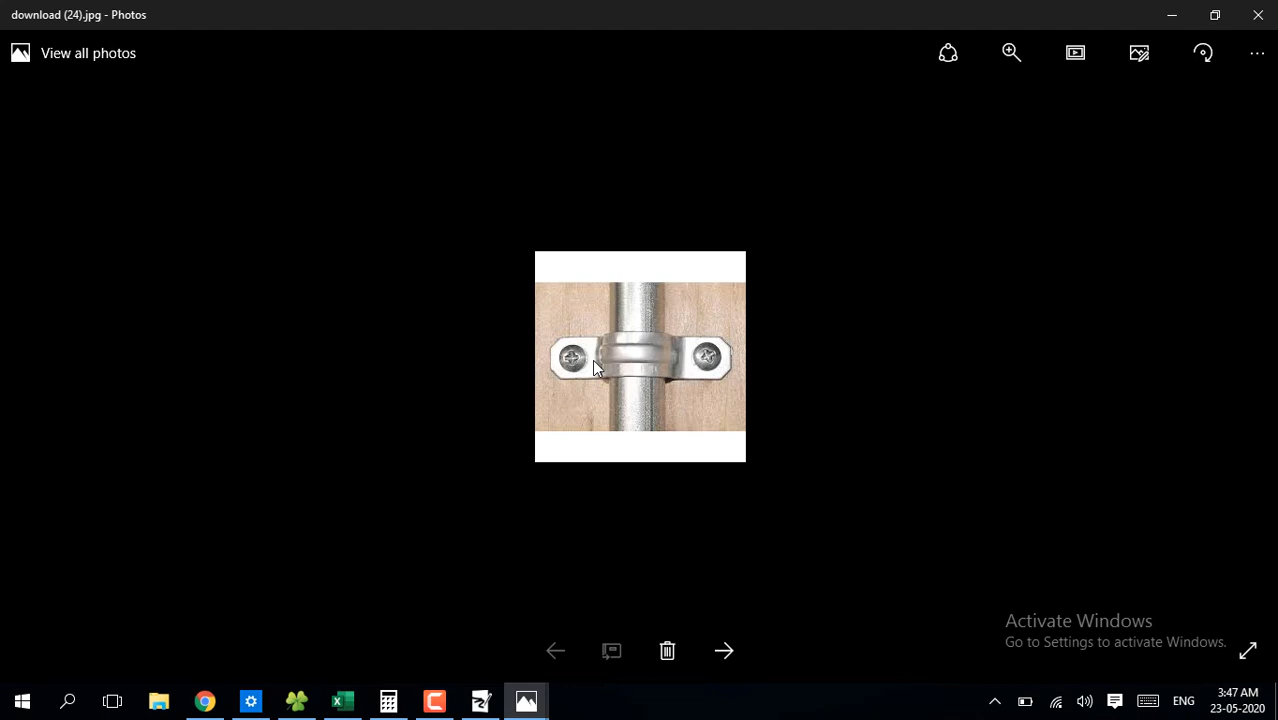 download (24).jpg - Photos
View all photos
Activate Windows
Go to Settings to activate Windows.
ENG
3:47 AM
23-05-2020